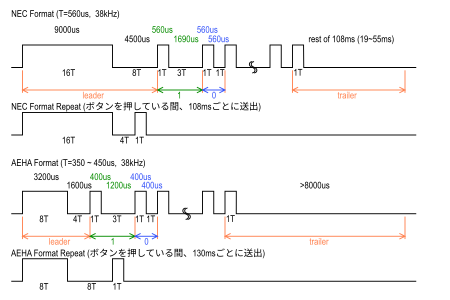 NEC Format (T=560us, 38kHz)
9000us
560us
560us
4500us
1690us
560us
rest of 108ms (19~55ms)
16T
8T
1T
3T
1T
1T
1T
leader
1
0
trailer
NEC Format Repeat (ボタンを押している間、108msごとに送出)
16T
4T
1T
AEHA Format (T=350 ~ 450us, 38kHz)
3200us
400us
400us
1600us
1200us
400us
>8000us
8T
4T
1T
3T
1T
1T
1T
leader
1
0
trailer
AEHA Format Repeat (ボタンを押している間、130msごとに送出)
8T
8T
1T